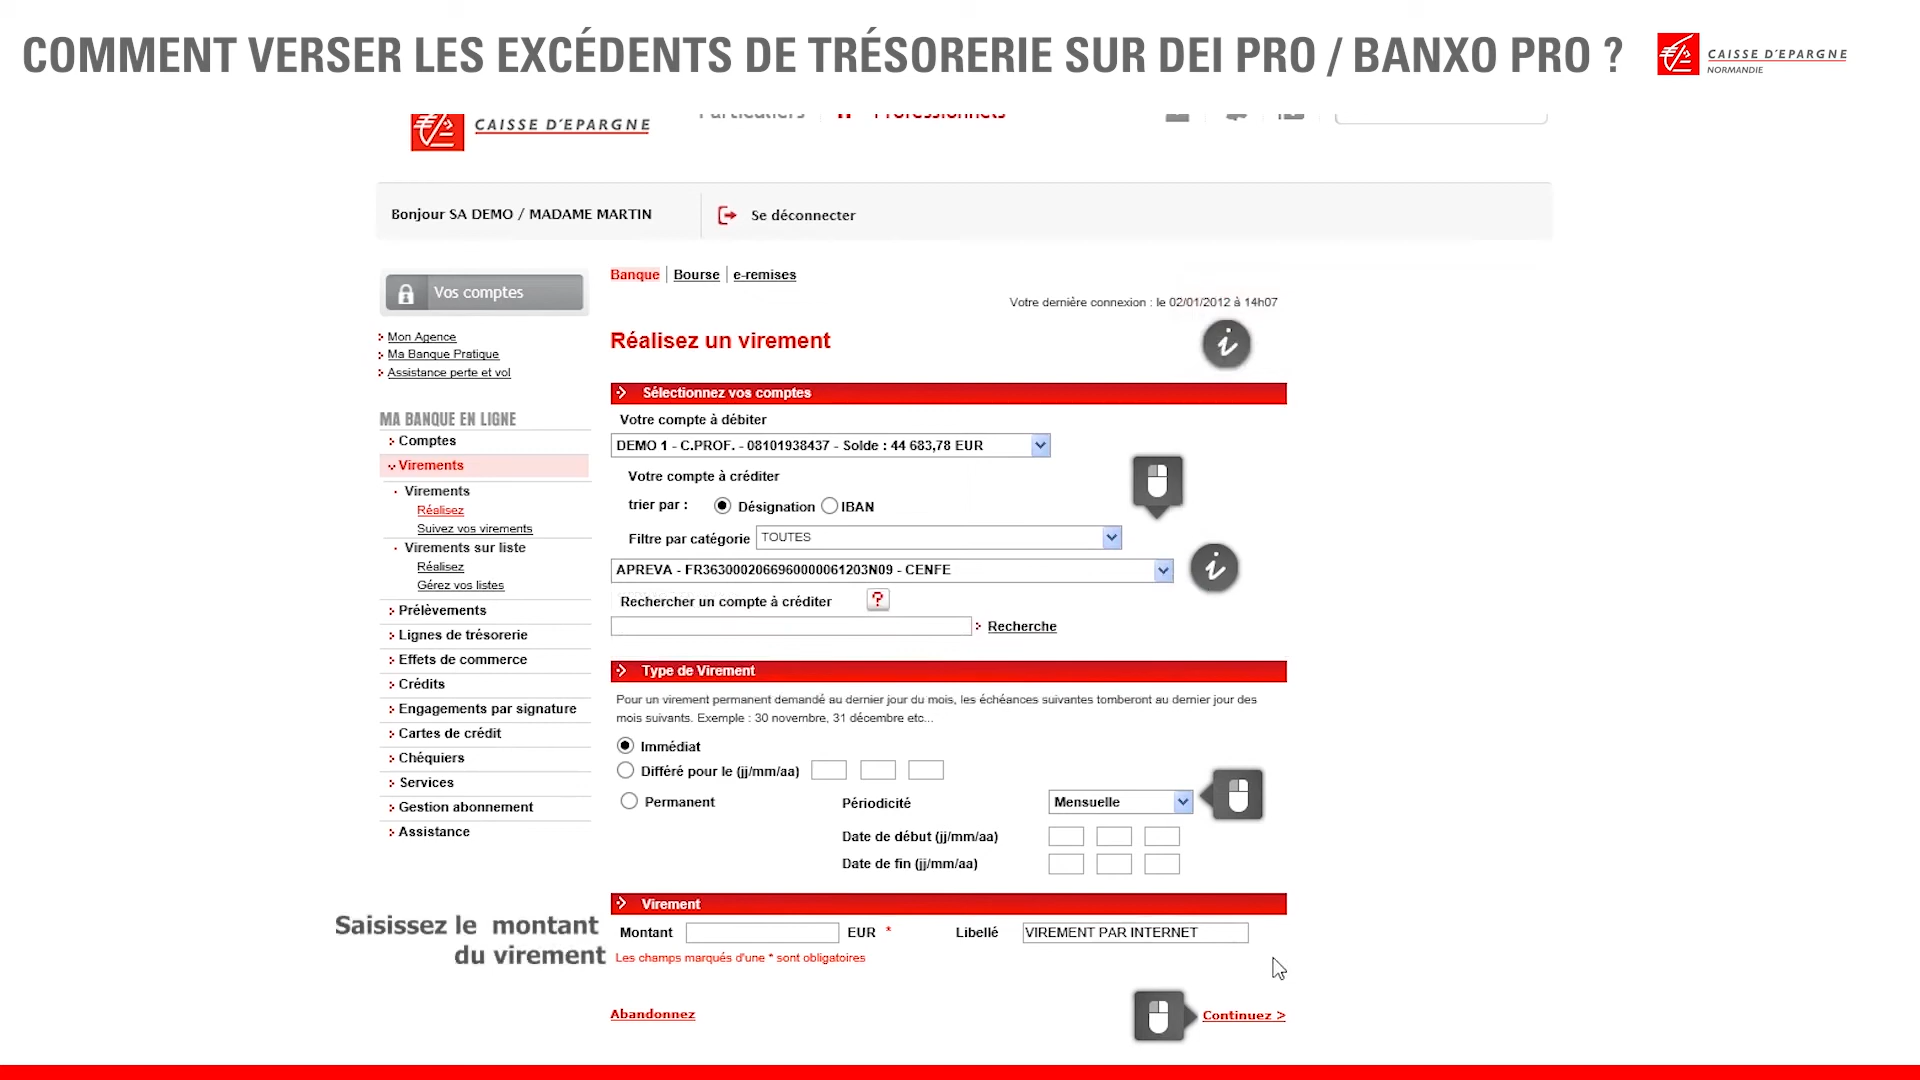 COMMENT VERSER LES EXCÉDENTS DE TRÉSORERIE SUR DEI PRO / BANXO PRO ?
CAISSE D'EPARGNE
NORMANDIE
CAISSE D'EPARGNE
Particuliers
Professionnels
Bonjour SA DEMO / MADAME MARTIN
Se déconnecter
Vos comptes
Banque
Bourse
e-remises
Votre dernière connexion : le 02/01/2012 à 14h07
Mon Agence
Ma Banque Pratique
Assistance perte et vol
MA BANQUE EN LIGNE
Comptes
Virements
Virements
Réalisez
Suivez vos virements
Virements sur liste
Réalisez
Gérez vos listes
Prélèvements
Lignes de trésorerie
Effets de commerce
Crédits
Engagements par signature
Cartes de crédit
Chéquiers
Services
Gestion abonnement
Assistance
Réalisez un virement
Sélectionnez vos comptes
Votre compte à débiter
DEMO 1 - C.PROF. - 08101938437 - Solde : 44 683,78 EUR
Votre compte à créditer
trier par :
Désignation
IBAN
Filtre par catégorie
TOUTES
APREVA - FR3630002066960000061203N09 - CENFE
Rechercher un compte à créditer
?
Recherche
Type de Virement
Pour un virement permanent demandé au dernier jour du mois, les échéances suivantes tomberont au dernier jour des
mois suivants. Exemple : 30 novembre, 31 décembre etc...
Immédiat
Différé pour le (jj/mm/aa)
Permanent
Périodicité
Mensuelle
Date de début (jj/mm/aa)
Date de fin (jj/mm/aa)
Virement
Saisissez le montant
du virement
Montant
EUR *
Libellé
VIREMENT PAR INTERNET
Les champs marqués d'une * sont obligatoires
Abandonnez
Continuez >